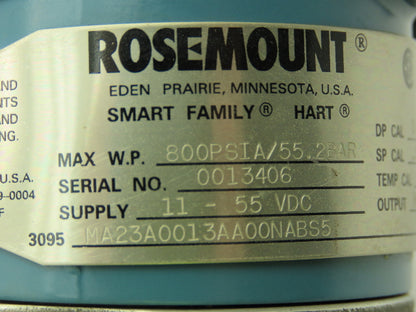 ROSEMOUNT®
EDEN PRAIRIE, MINNESOTA, U.S.A.
SMART FAMILY® HART®
MAX W.P. 800PSIA/55.2BAR
SERIAL NO. 0013406
SUPPLY 11 - 55 VDC
3095 MA23A0013AA00NABS5
AND
NTS
AND
NG.
U.S.A.
9-0004
F
DP CAL
SP CAL
TEMP CAL
OUTPUT